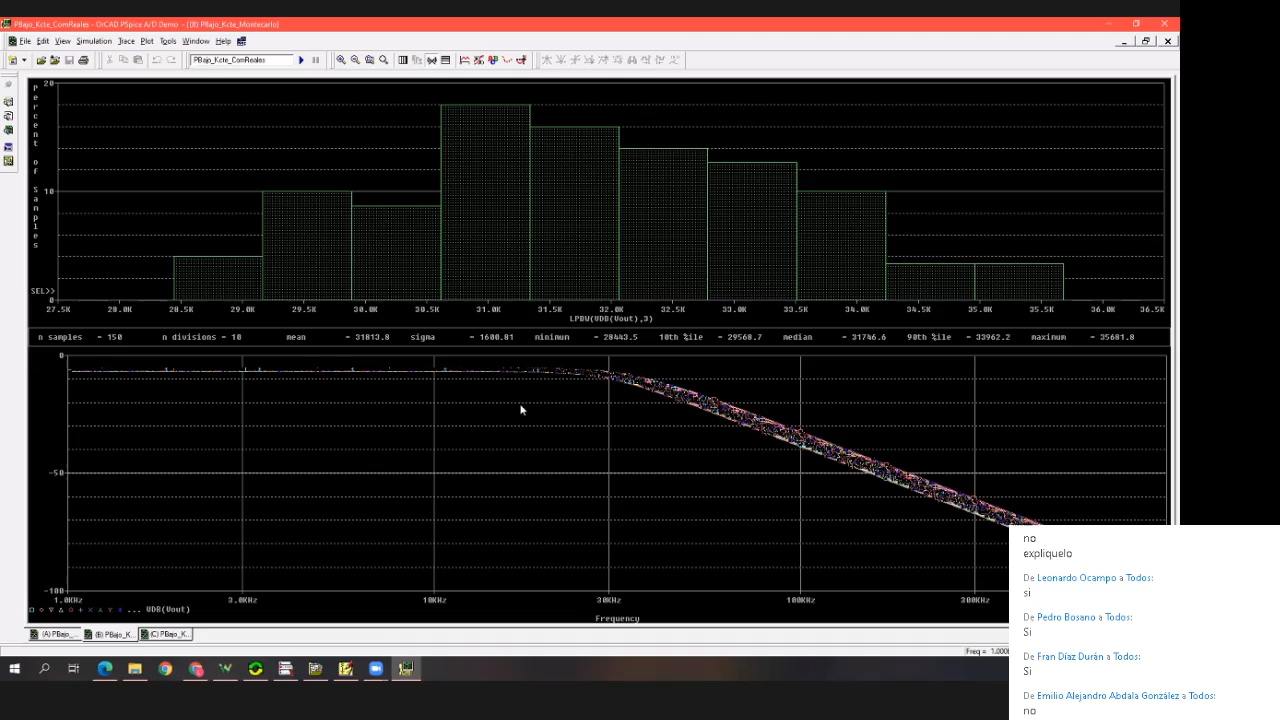 PBajo_Kcte_ComReales - OrCAD PSpice A/D Demo - [(B) PBajo_Kcte_Montecarlo]
File Edit View Simulation Trace Plot Tools Window Help
PBajo_Kcte_ComReales
Percent of Samples
20
10
SEL>>
0
27.5K 28.0K 28.5K 29.0K 29.5K 30.0K 30.5K 31.0K 31.5K 32.0K 32.5K 33.0K 33.5K 34.0K 34.5K 35.0K 35.5K 36.0K 36.5K
LPBW(VDB(Vout),3)
n samples = 150 n divisions = 10 mean = 31813.8 sigma = 1600.81 minimum = 28443.5 10th %ile = 29568.7 median = 31746.6 90th %ile = 33962.2 maximum = 35681.8
0
-50
-100
1.0KHz 3.0KHz 10KHz 30KHz 100KHz 300KHz
... VDB(Vout)
Frequency
(A) PBajo_... (B) PBajo_K... (C) PBajo_K...
no
expliquelo
De Leonardo Ocampo a Todos:
si
De Pedro Bosano a Todos:
Si
De Fran Díaz Durán a Todos:
Si
De Emilio Alejandro Abdala González a Todos:
no